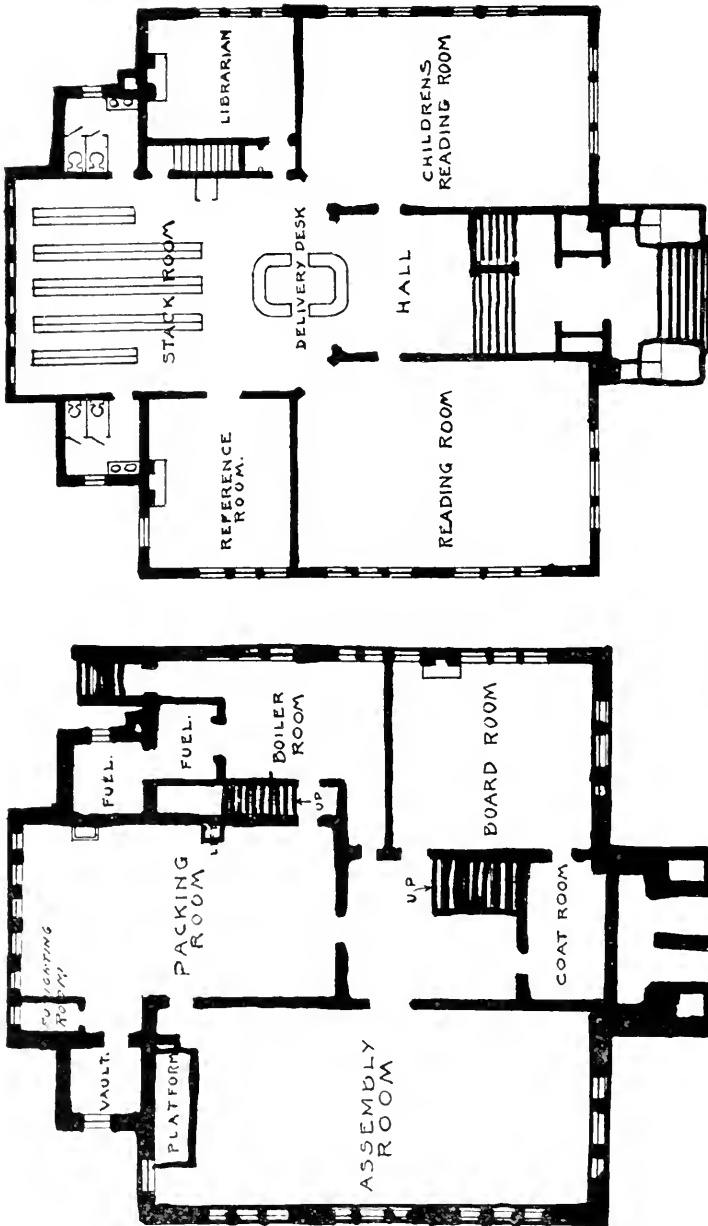 LIBRARIAN
CHILDRENS
READING ROOM
STACK ROOM
DELIVERY DESK
HALL
REFERENCE
ROOM.
READING ROOM
FUEL.
FUEL.
BOILER
ROOM
UP
BOARD ROOM
PACKING
ROOM
UP
COAT ROOM
ROOM
VAULT.
PLATFORM
ASSEMBLY
ROOM